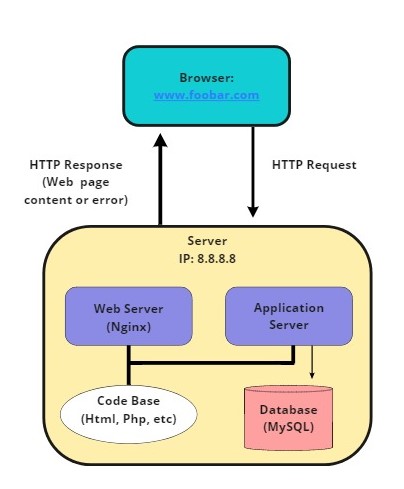 Browser:
www.foobar.com
HTTP Response
(Web page
content or error)
HTTP Request
Server
IP: 8.8.8.8
Web Server
(Nginx)
Application
Server
Code Base
(Html, Php, etc)
Database
(MySQL)